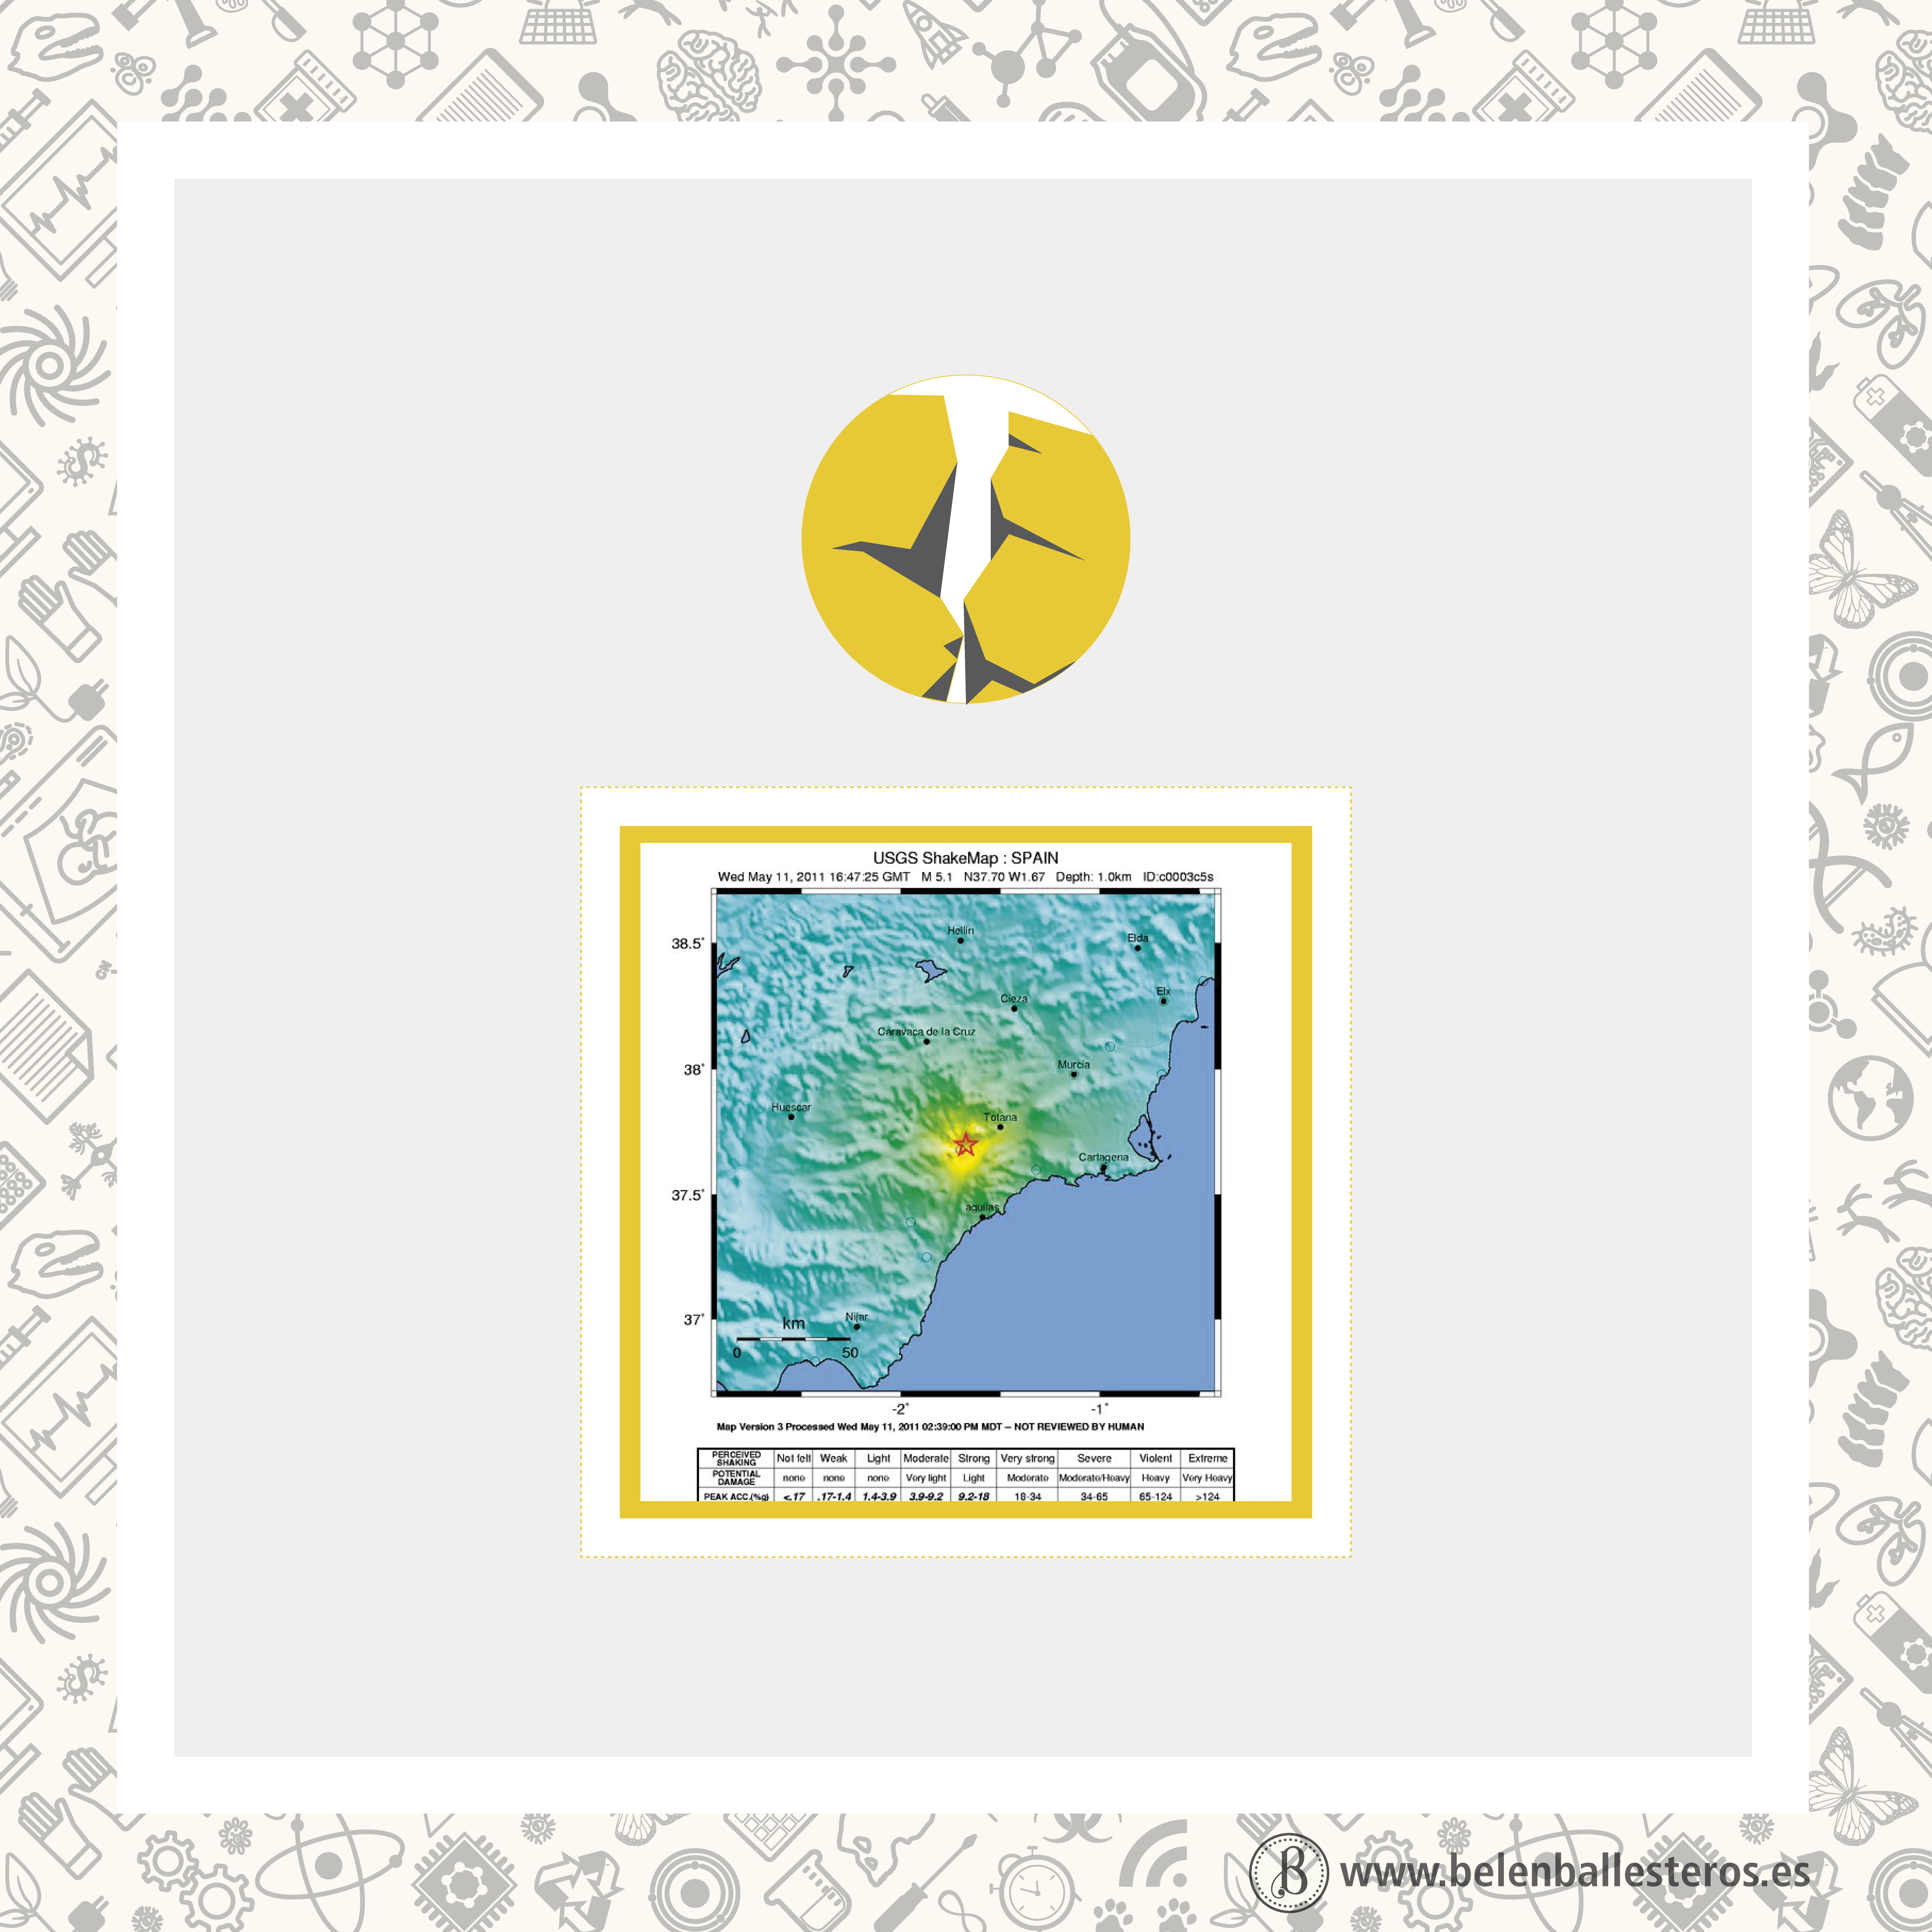 USGS ShakeMap : SPAIN
Wed May 11, 2011 16:47:25 GMT M 5.1 N37.70 W1.67 Depth: 1.0km ID:c0003c5s
38.5°
Hellin
Elda
Elx
Cieza
Caravaca de la Cruz
38°
Murcia
Huescar
Totana
Cartagena
37.5°
aguilas
37°
Nijar
km
0 50
-2° -1°
Map Version 3 Processed Wed May 11, 2011 02:39:00 PM MDT – NOT REVIEWED BY HUMAN
PERCEIVED SHAKING Not felt Weak Light Moderate Strong Very strong Severe Violent Extreme
POTENTIAL DAMAGE none none none Very light Light Moderate Moderate/Heavy Heavy Very Heavy
PEAK ACC.(%g) <.17 .17-1.4 1.4-3.9 3.9-9.2 9.2-18 18-34 34-65 65-124 >124
B www.belenballesteros.es